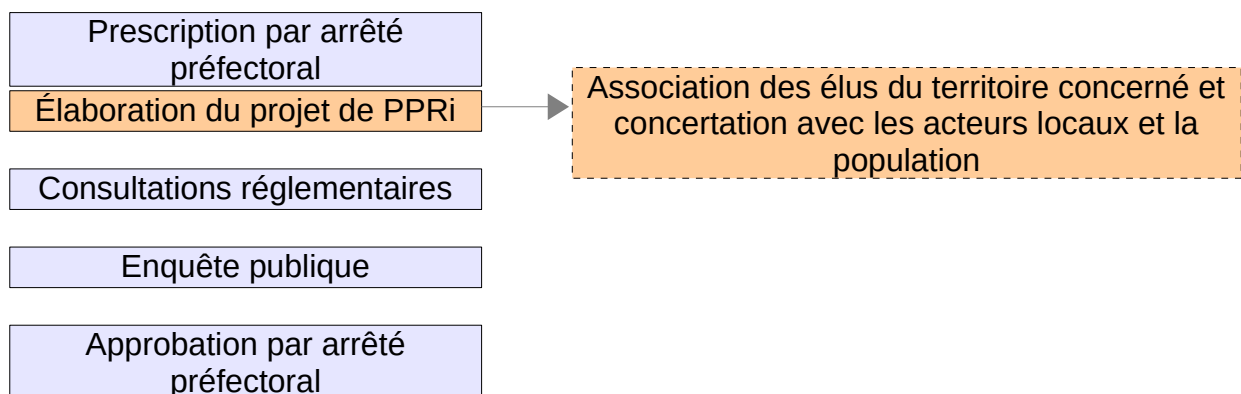 Prescription par arrêté
préfectoral
Élaboration du projet de PPRi
Association des élus du territoire concerné et
concertation avec les acteurs locaux et la
population
Consultations réglementaires
Enquête publique
Approbation par arrêté
préfectoral